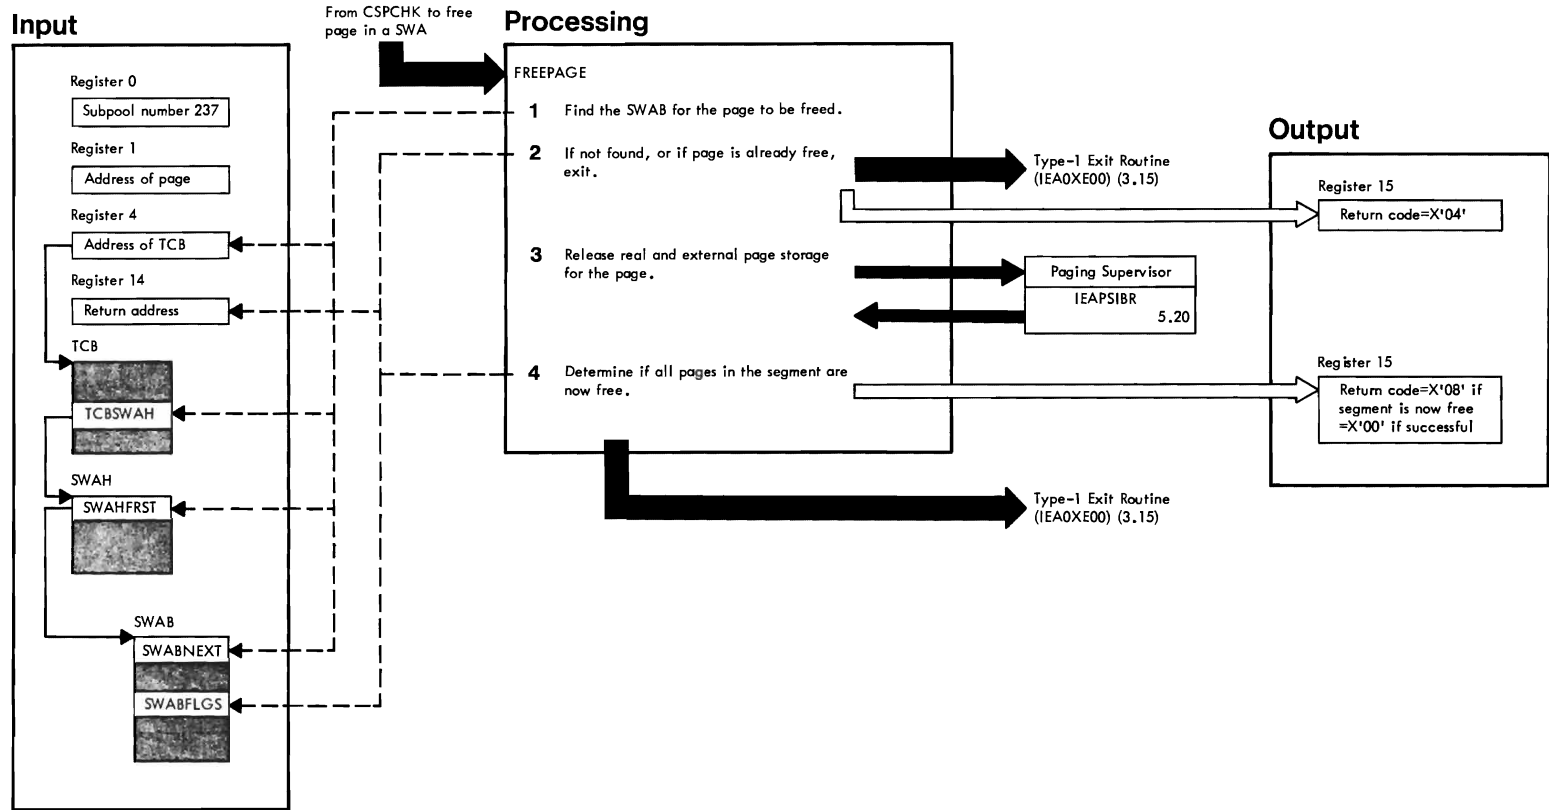 Input
Register 0
Subpool number 237
Register 1
Address of page
Register 4
Address of TCB
Register 14
Return address
TCB
TCBSWAH
SWAH
SWAHFRST
SWAB
SWABNEXT
SWABFLGS
From CSPCHK to free
page in a SWA
Processing
FREEPAGE
1 Find the SWAB for the page to be freed.
2 If not found, or if page is already free,
exit.
3 Release real and external page storage
for the page.
4 Determine if all pages in the segment are
now free.
Type-1 Exit Routine
(IEA0XE00) (3.15)
Paging Supervisor
IEAPSIBR
5.20
Type-1 Exit Routine
(IEA0XE00) (3.15)
Output
Register 15
Return code=X'04'
Register 15
Return code=X'08' if
segment is now free
=X'00' if successful